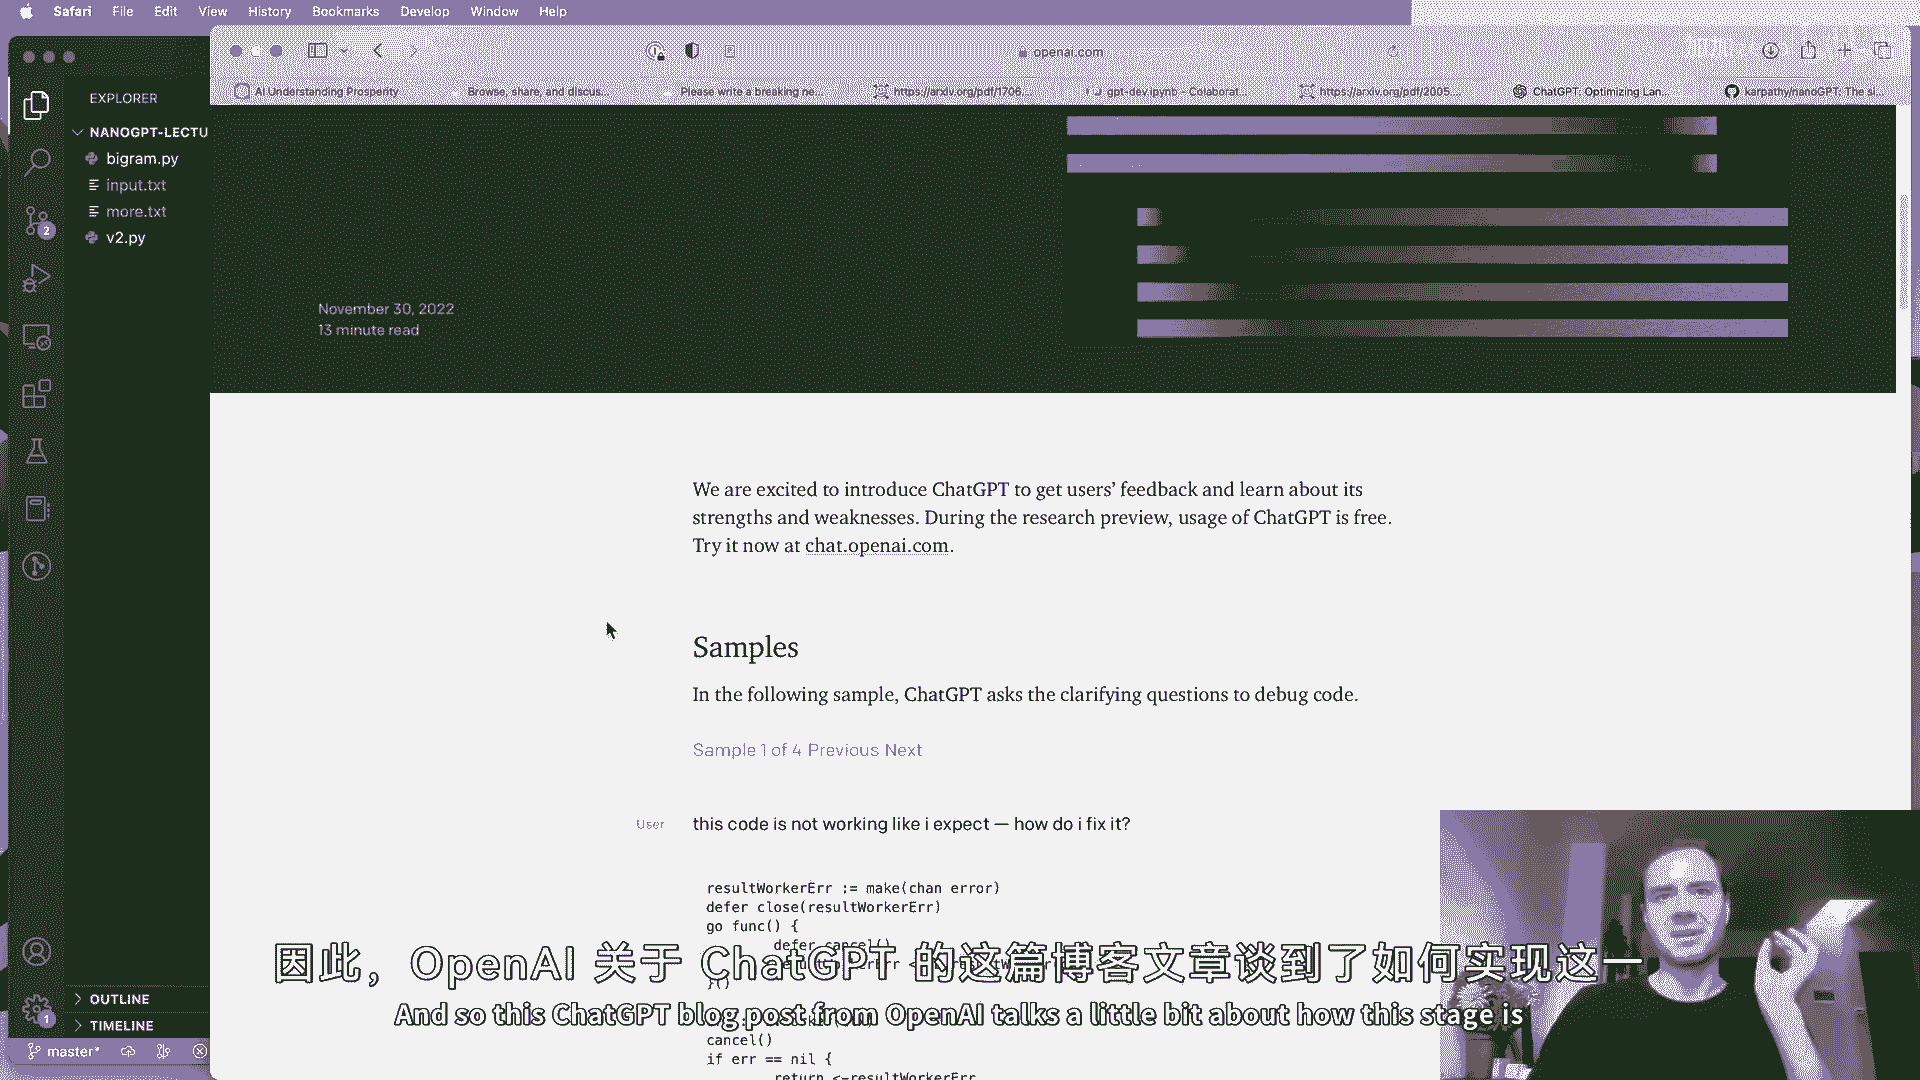 Safari File Edit View History Bookmarks Develop Window Help
openai.com
AI Understanding Prosperity
Browse, share, and discus...
Please write a breaking ne...
https://arxiv.org/pdf/1706....
gpt-dev.ipynb - Colaborat...
https://arxiv.org/pdf/2005....
ChatGPT: Optimizing Lan...
karpathy/nanoGPT: The si...
EXPLORER
NANOGPT-LECTU
bigram.py
input.txt
more.txt
v2.py
2
November 30, 2022
13 minute read
We are excited to introduce ChatGPT to get users’ feedback and learn about its
strengths and weaknesses. During the research preview, usage of ChatGPT is free.
Try it now at chat.openai.com.
Samples
In the following sample, ChatGPT asks the clarifying questions to debug code.
Sample 1 of 4 Previous Next
User
this code is not working like i expect — how do i fix it?
resultWorkerErr := make(chan error)
defer close(resultWorkerErr)
go func() {
defer cancel()
}()
cancel()
if err == nil {
return <-resultWorkerErr
因此，OpenAI 关于 ChatGPT 的这篇博客文章谈到了如何实现这一
And so this ChatGPT blog post from OpenAI talks a little bit about how this stage is
OUTLINE
TIMELINE
1
master*